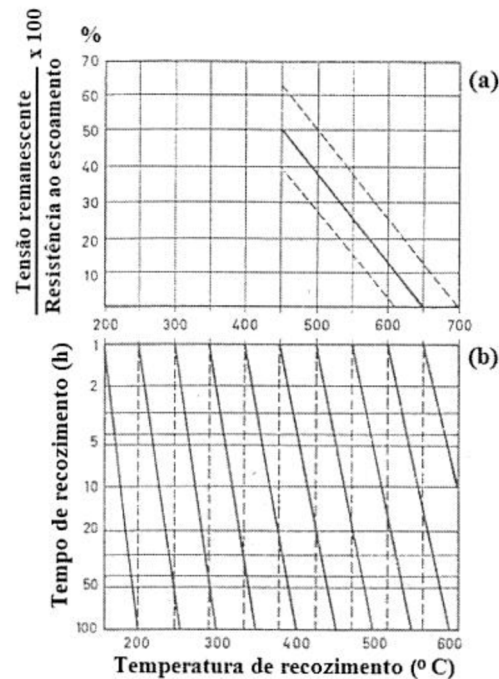 %
(a)
Tensão remanescente
Resistência ao escoamento
x 100
70
60
50
40
30
20
10
200 300 400 500 600 700
(b)
Tempo de recozimento (h)
1
2
5
10
20
50
100
200 300 400 500 600
Temperatura de recozimento (º C)